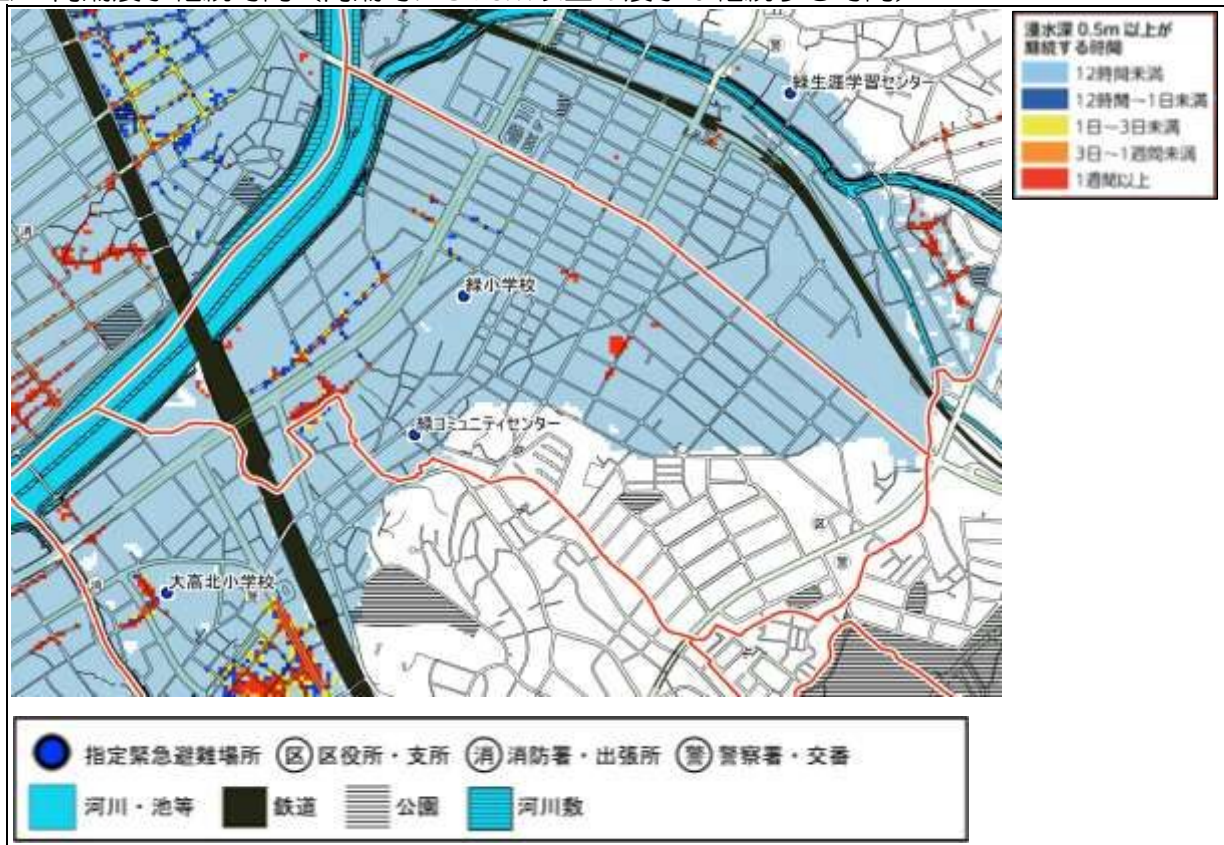 浸水深 0.5m 以上が
継続する時間
12時間未満
12時間~1日未満
1日~3日未満
3日~1週間未満
1週間以上
警
緑生涯学習センター
消
緑小学校
緑コミュニティセンター
区
警
消
大高北小学校
指定緊急避難場所 区 区役所・支所 消 消防署・出張所 警 警察署・交番
河川・池等 鉄道 公園 河川敷